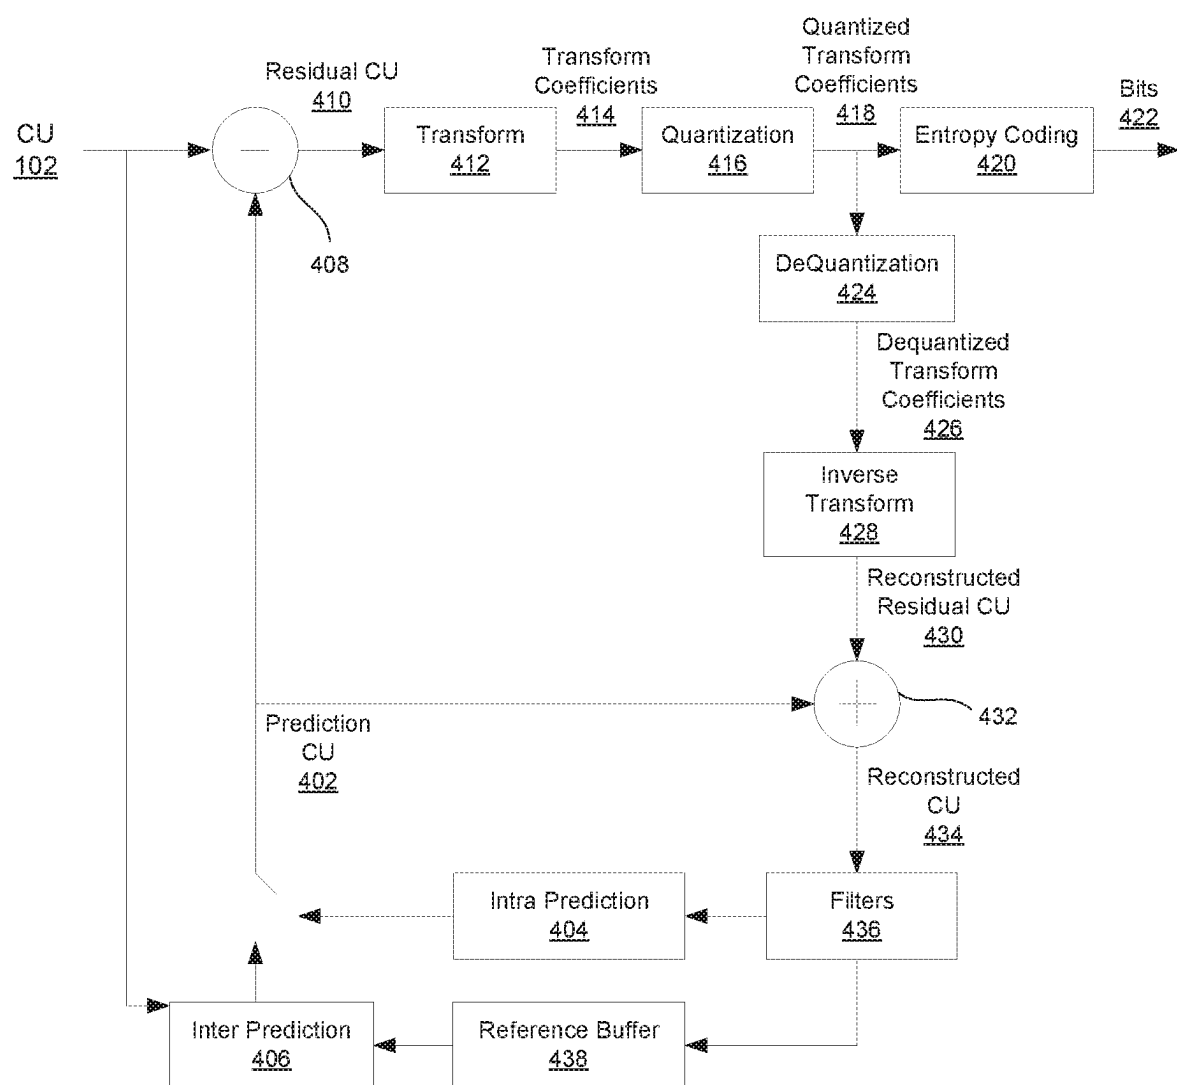 CU
102
Residual CU
410
408
Transform
412
Transform
Coefficients
414
Quantization
416
Quantized
Transform
Coefficients
418
Entropy Coding
420
Bits
422
DeQuantization
424
Dequantized
Transform
Coefficients
426
Inverse
Transform
428
Reconstructed
Residual CU
430
432
Prediction
CU
402
Reconstructed
CU
434
Intra Prediction
404
Filters
436
Inter Prediction
406
Reference Buffer
438